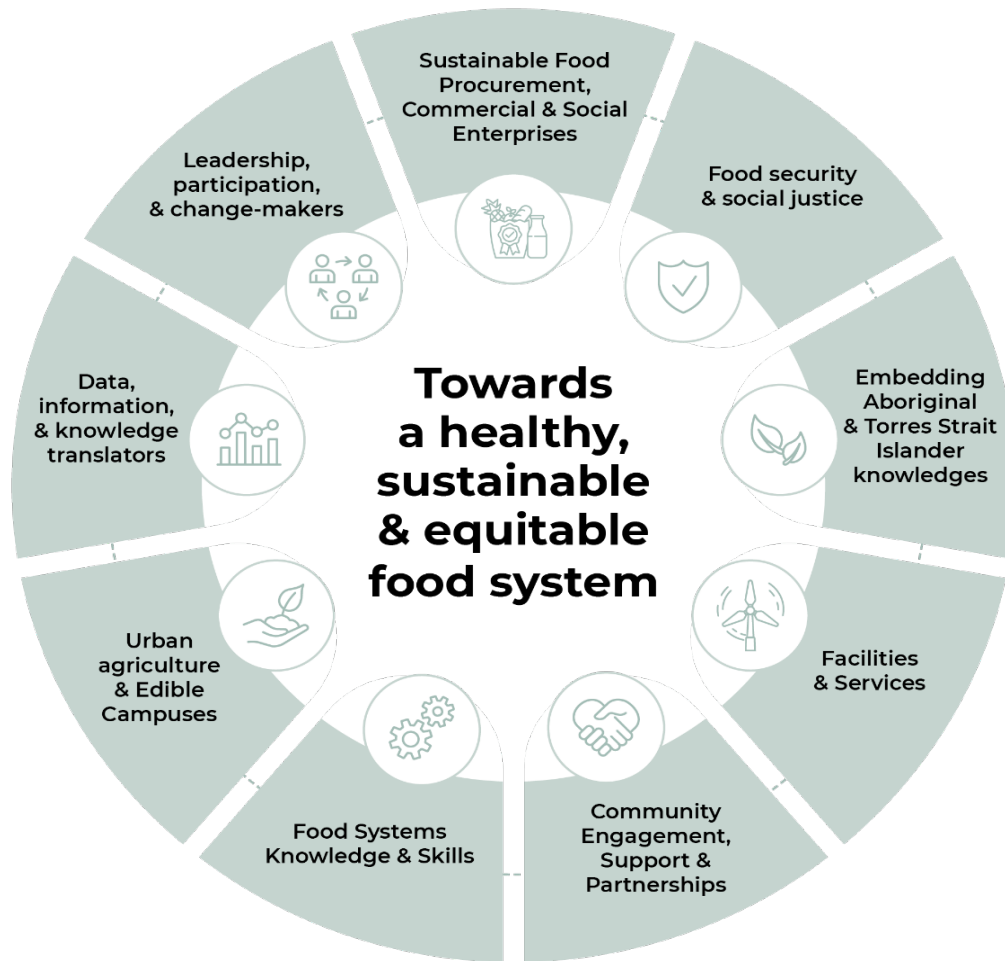 Sustainable Food
Procurement,
Commercial & Social
Enterprises
Food security
& social justice
Embedding
Aboriginal
& Torres Strait
Islander
knowledges
Facilities
& Services
Community
Engagement,
Support &
Partnerships
Food Systems
Knowledge & Skills
Urban
agriculture
& Edible
Campuses
Data,
information,
& knowledge
translators
Leadership,
participation,
& change-makers
Towards
a healthy,
sustainable
& equitable
food system